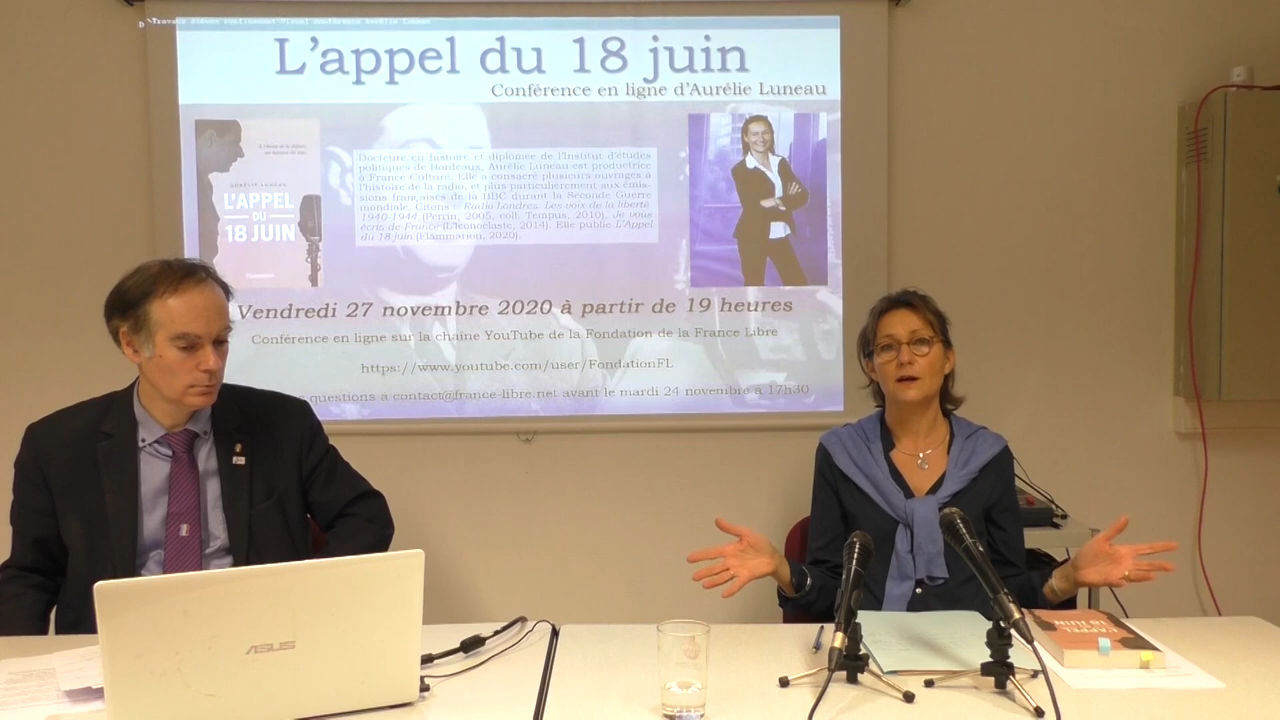 L'appel du 18 juin
Conférence en ligne d'Aurélie Luneau
AURÉLIE LUNEAU
L'APPEL
DU
18 JUIN
Flammarion
Docteure en histoire et diplômée de l'Institut d'études
politiques de Bordeaux, Aurélie Luneau est productrice
à France Culture. Elle a consacré plusieurs ouvrages à
l'histoire de la radio, et plus particulièrement aux émis-
sions françaises de la BBC durant la Seconde Guerre
mondiale. Citons : Radio Londres. Les voix de la liberté.
1940-1944 (Perrin, 2005, coll. Tempus, 2010), Je vous
écris de France (L'Iconoclaste, 2014). Elle publie L'Appel
du 18 juin (Flammarion, 2020).
Vendredi 27 novembre 2020 à partir de 19 heures
Conférence en ligne sur la chaîne YouTube de la Fondation de la France Libre
https://www.youtube.com/user/FondationFL
questions à contact@france-libre.net avant le mardi 24 novembre à 17h30
ASUS
L'APPEL
18 JUIN